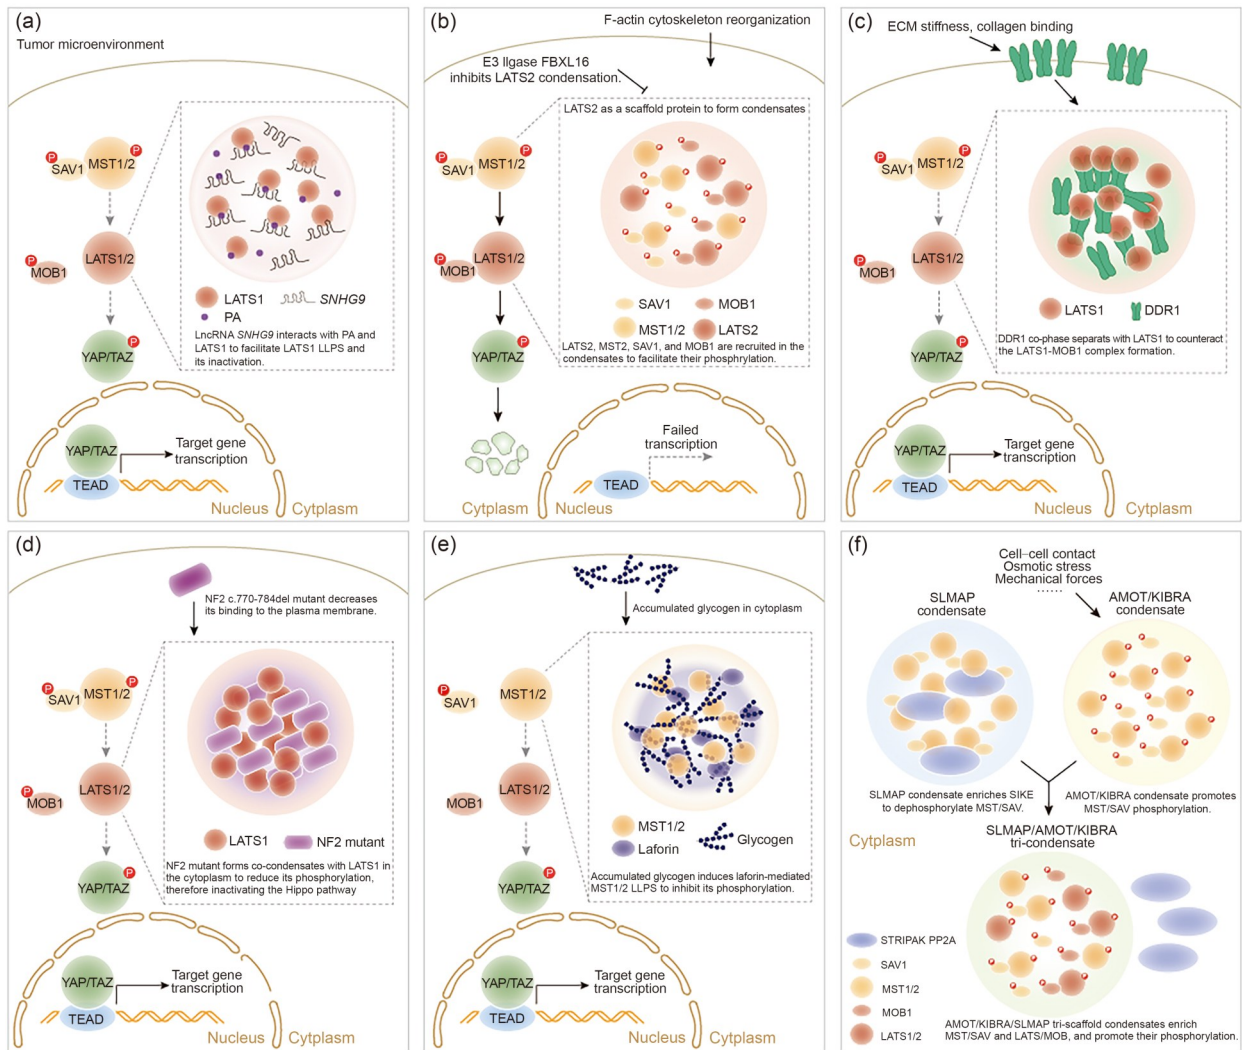 (a)
Tumor microenvironment
P
P
SAV1
MST1/2
P
MOB1
LATS1/2
LATS1
SNHG9
PA
LncRNA SNHG9 interacts with PA and
LATS1 to facilitate LATS1 LLPS and
its inactivation.
YAP/TAZ
P
YAP/TAZ
TEAD
Target gene
transcription
Nucleus
Cytplasm
(b)
F-actin cytoskeleton reorganization
E3 llgase FBXL16
inhibits LATS2 condensation.
LATS2 as a scaffold protein to form condensates
P
P
SAV1
MST1/2
P
MOB1
LATS1/2
SAV1
MOB1
MST1/2
LATS2
LATS2, MST2, SAV1, and MOB1 are recruited in the
condensates to facilitate their phosphrylation.
YAP/TAZ
P
Failed
transcription
TEAD
Cytplasm
Nucleus
(c)
ECM stiffness, collagen binding
P
P
SAV1
MST1/2
P
MOB1
LATS1/2
LATS1
DDR1
DDR1 co-phase separats with LATS1 to counteract
the LATS1-MOB1 complex formation.
YAP/TAZ
P
YAP/TAZ
TEAD
Target gene
transcription
Nucleus
Cytplasm
(d)
NF2 c.770-784del mutant decreases
its binding to the plasma membrane.
P
P
SAV1
MST1/2
P
MOB1
LATS1/2
LATS1
NF2 mutant
NF2 mutant forms co-condensates with LATS1 in
the cytoplasm to reduce its phosphorylation,
therefore inactivating the Hippo pathway
YAP/TAZ
P
YAP/TAZ
TEAD
Target gene
transcription
Nucleus
Cytplasm
(e)
Accumulated glycogen in cytoplasm
P
SAV1
MST1/2
MOB1
LATS1/2
MST1/2
Laforin
Glycogen
Accumulated glycogen induces laforin-mediated
MST1/2 LLPS to inhibit its phosphorylation.
YAP/TAZ
P
YAP/TAZ
TEAD
Target gene
transcription
Nucleus
Cytplasm
(f)
Cell–cell contact
Osmotic stress
Mechanical forces
......
SLMAP
condensate
AMOT/KIBRA
condensate
SLMAP condensate enriches SIKE
to dephosphorylate MST/SAV.
AMOT/KIBRA condensate promotes
MST/SAV phosphorylation.
Cytplasm
SLMAP/AMOT/KIBRA
tri-condensate
STRIPAK PP2A
SAV1
MST1/2
MOB1
LATS1/2
AMOT/KIBRA/SLMAP tri-scaffold condensates enrich
MST/SAV and LATS/MOB, and promote their phosphorylation.